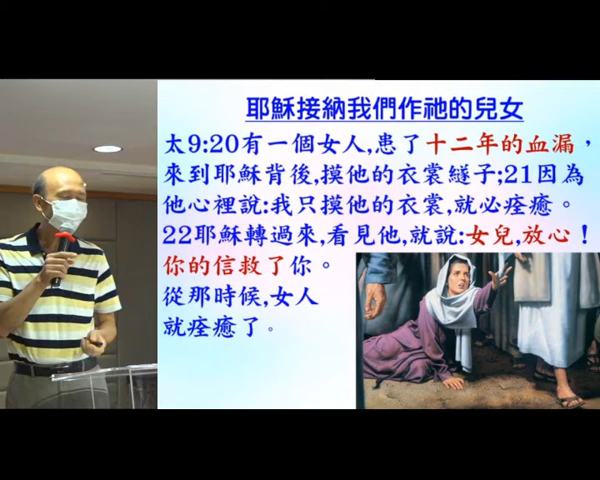 耶穌接納我們作祂的兒女
太9:20有一個女人,患了十二年的血漏,
來到耶穌背後,摸他的衣裳繸子;21因為
他心裡說:我只摸他的衣裳,就必痊癒。
22耶穌轉過來,看見他,就說:女兒,放心!
你的信救了你。
從那時候,女人
就痊癒了。